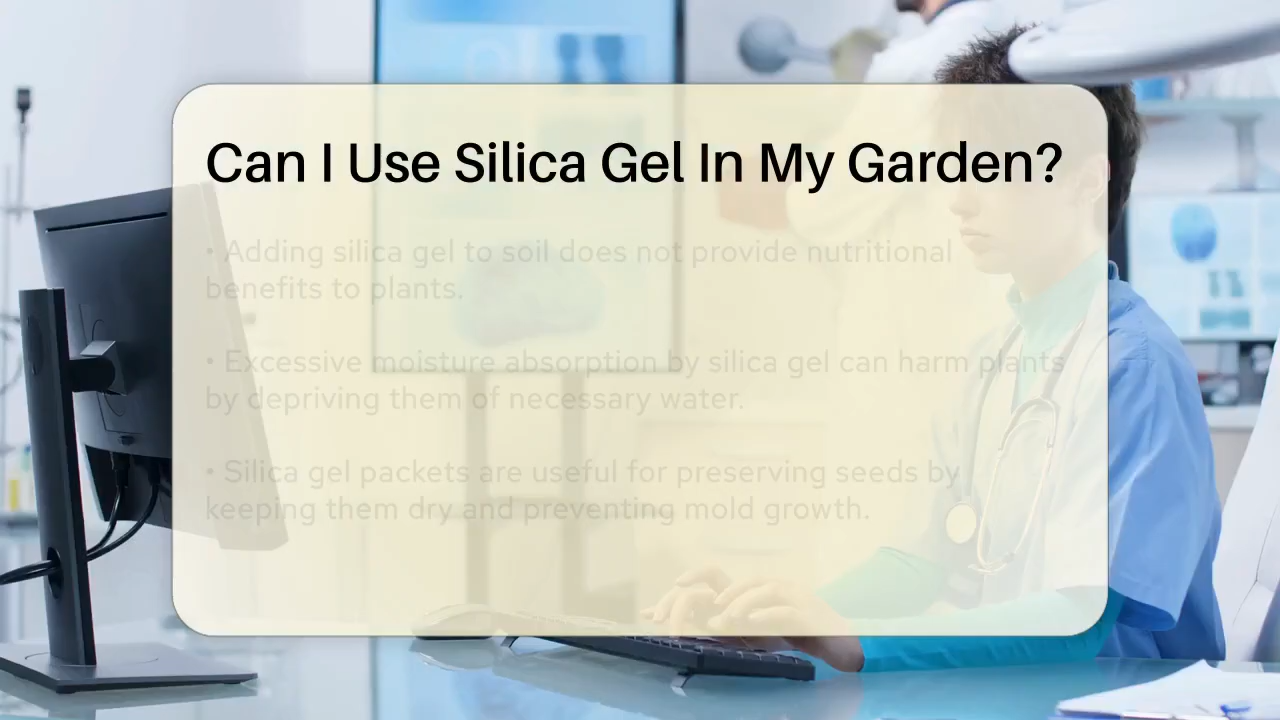 Can I Use Silica Gel In My Garden?
• Adding silica gel to soil does not provide nutritional
benefits to plants.
• Excessive moisture absorption by silica gel can harm plants
by depriving them of necessary water.
• Silica gel packets are useful for preserving seeds by
keeping them dry and preventing mold growth.